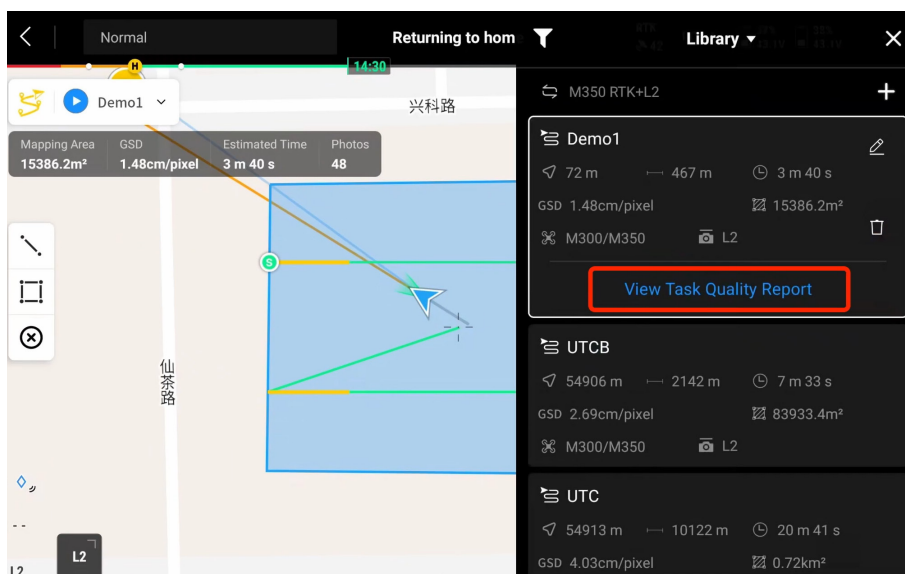 Normal
Returning to hom
Library
14:30
H
Demo1
兴科路
M350 RTK+L2
Mapping Area GSD Estimated Time Photos
15386.2m² 1.48cm/pixel 3 m 40 s 48
Demo1
72 m 467 m 3 m 40 s
GSD 1.48cm/pixel 15386.2m²
M300/M350 L2
View Task Quality Report
S
仙茶路
UTCB
54906 m 2142 m 7 m 33 s
GSD 2.69cm/pixel 83933.4m²
M300/M350 L2
UTC
54913 m 10122 m 20 m 41 s
GSD 4.03cm/pixel 0.72km²
- -
L2
L2